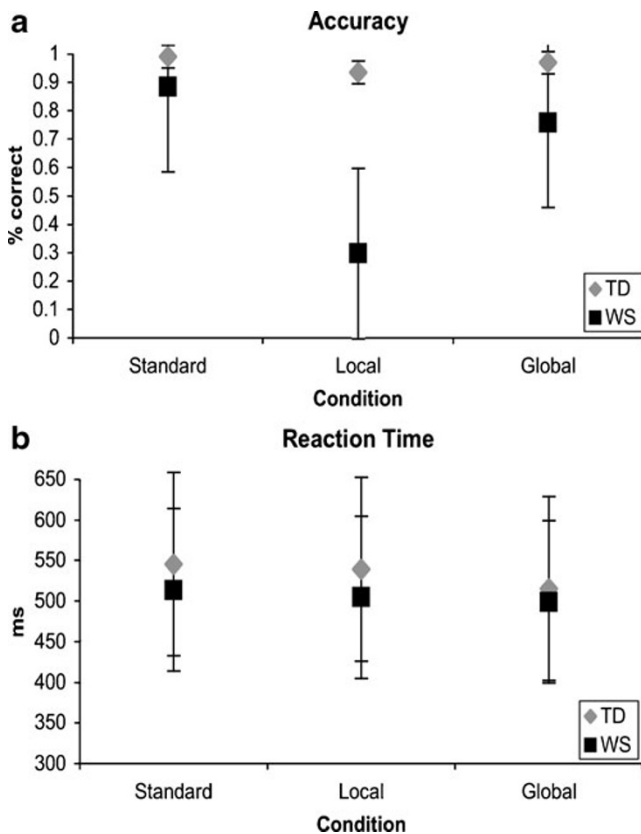 a
Accuracy
1
0.9
0.8
0.7
0.6
0.5
0.4
0.3
0.2
0.1
0
% correct
TD
WS
Standard Local Global
Condition
b
Reaction Time
650
600
550
500
450
400
350
300
ms
TD
WS
Standard Local Global
Condition